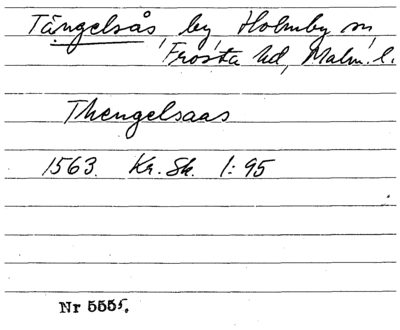 Tängelsås, by, Holmby sn,
Frosta hd, Malm. l.
Thengelsaas
1563. Kr. Sk. 1: 95
Nr 5555.